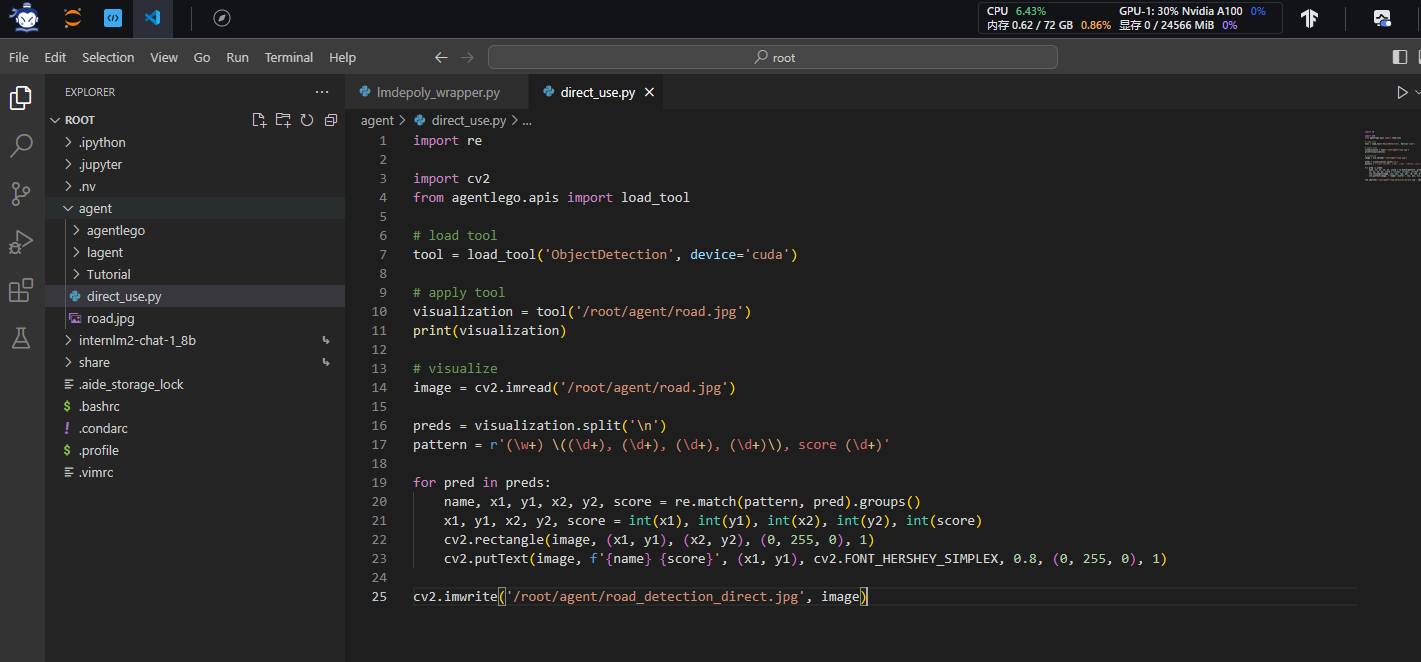 CPU 6.43% GPU-1: 30% Nvidia A100 0%
内存 0.62 / 72 GB 0.86% 显存 0 / 24566 MiB 0%
File Edit Selection View Go Run Terminal Help
root
EXPLORER
ROOT
.ipython
.jupyter
.nv
agent
agentlego
lagent
Tutorial
direct_use.py
road.jpg
internlm2-chat-1_8b
share
.aide_storage_lock
$ .bashrc
! .condarc
$ .profile
.vimrc
lmdepoly_wrapper.py direct_use.py
agent > direct_use.py > ...
1 import re
2
3 import cv2
4 from agentlego.apis import load_tool
5
6 # load tool
7 tool = load_tool('ObjectDetection', device='cuda')
8
9 # apply tool
10 visualization = tool('/root/agent/road.jpg')
11 print(visualization)
12
13 # visualize
14 image = cv2.imread('/root/agent/road.jpg')
15
16 preds = visualization.split('\n')
17 pattern = r'(\w+) \((\d+), (\d+), (\d+), (\d+)\), score (\d+)'
18
19 for pred in preds:
20     name, x1, y1, x2, y2, score = re.match(pattern, pred).groups()
21     x1, y1, x2, y2, score = int(x1), int(y1), int(x2), int(y2), int(score)
22     cv2.rectangle(image, (x1, y1), (x2, y2), (0, 255, 0), 1)
23     cv2.putText(image, f'{name} {score}', (x1, y1), cv2.FONT_HERSHEY_SIMPLEX, 0.8, (0, 255, 0), 1)
24
25 cv2.imwrite('/root/agent/road_detection_direct.jpg', image)